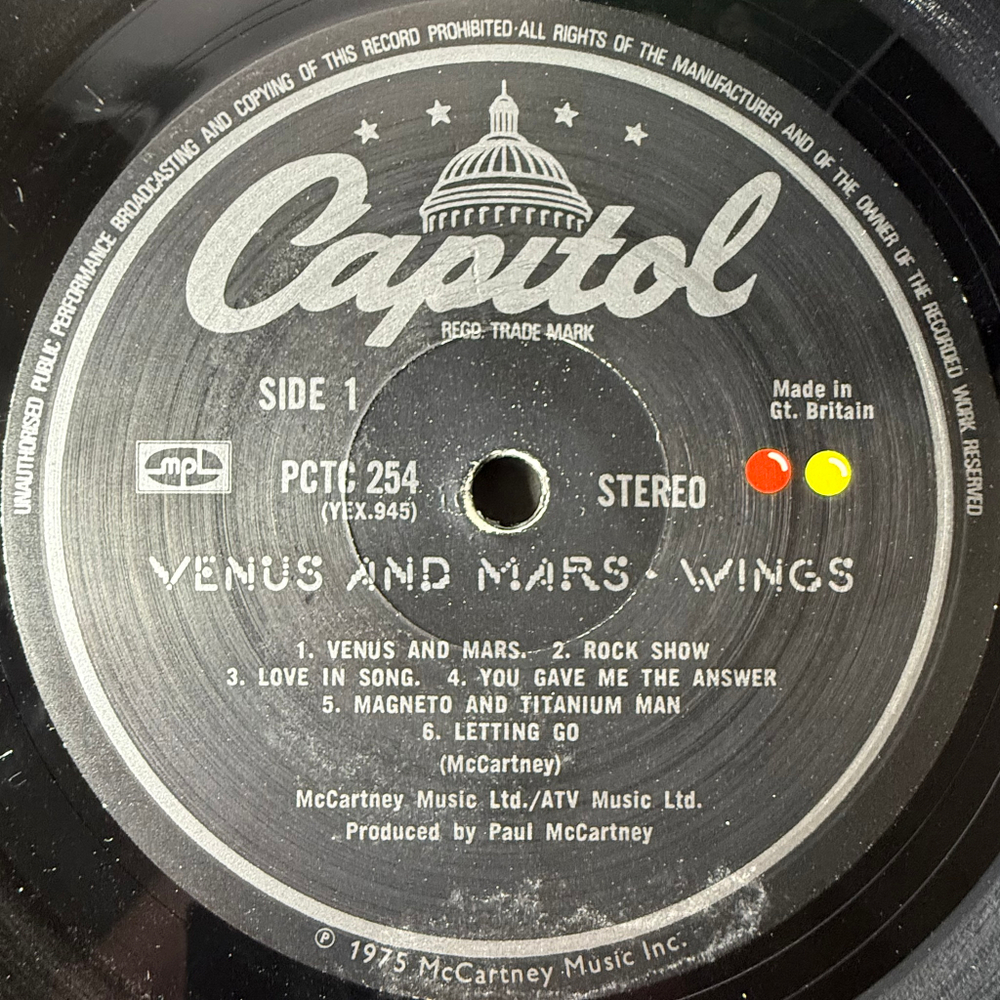 UNAUTHORISED PUBLIC PERFORMANCE BROADCASTING AND COPYING OF THIS RECORD PROHIBITED·ALL RIGHTS OF THE MANUFACTURER AND OF THE OWNER OF THE RECORDED WORK RESERVED
Capitol
REGD. TRADE MARK
SIDE 1
Made in
Gt. Britain
mpl
PCTC 254
(YEX.945)
STEREO
VENUS AND MARS · WINGS
1. VENUS AND MARS. 2. ROCK SHOW
3. LOVE IN SONG. 4. YOU GAVE ME THE ANSWER
5. MAGNETO AND TITANIUM MAN
6. LETTING GO
(McCartney)
McCartney Music Ltd./ATV Music Ltd.
Produced by Paul McCartney
℗ 1975 McCartney Music Inc.